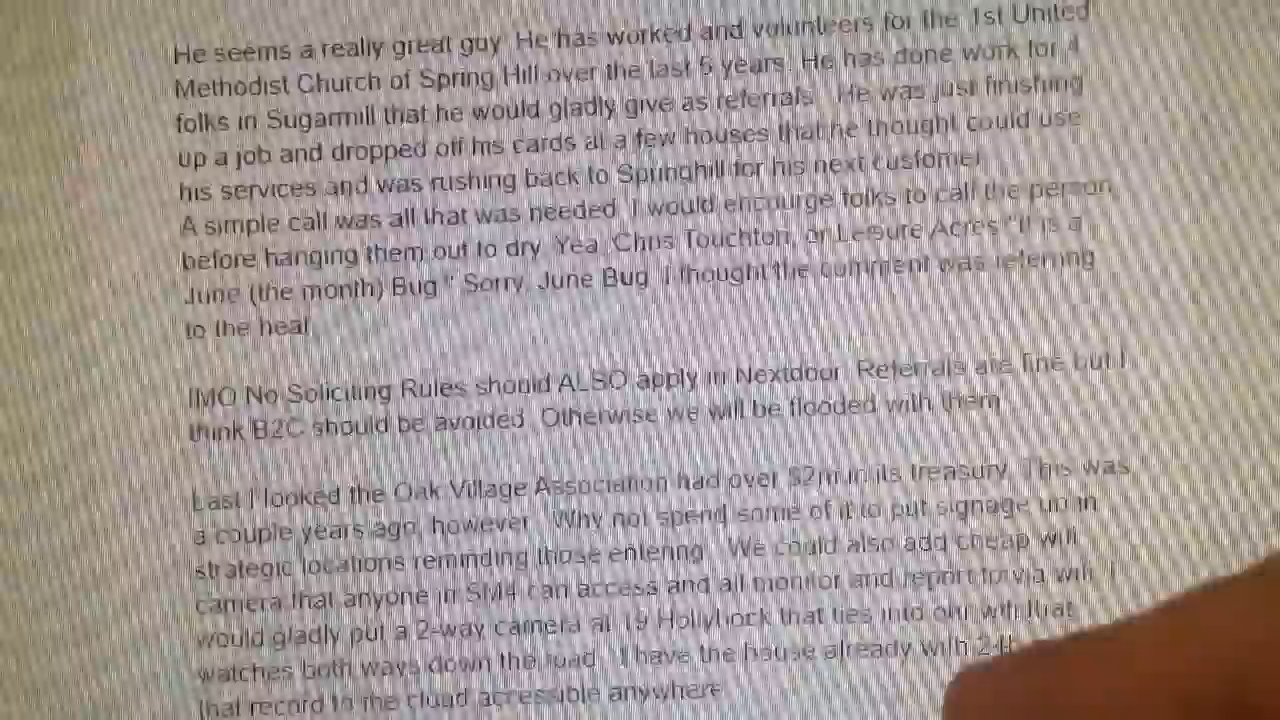 He seems a really great guy. He has worked and volunteers for the 1st United
Methodist Church of Spring Hill over the last 5 years. He has done work for 4
folks in Sugarmill that he would gladly give as referrals. He was just finishing
up a job and dropped off his cards at a few houses that he thought could use
his services and was rushing back to Springhill for his next customer.
A simple call was all that was needed. I would encourge folks to call the person
before hanging them out to dry. Yea, Chris Touchton, or Leisure Acres "It is a
June (the month) Bug." Sorry, June Bug. I thought the comment was referring
to the heat.
IMO No Soliciting Rules should ALSO apply in Nextdoor. Referrals are fine but I
think B2C should be avoided. Otherwise we will be flooded with them.
Last I looked the Oak Village Association had over $2m in its treasury. This was
a couple years ago, however. Why not spend some of it to put signage up in
strategic locations reminding those entering. We could also add cheap wifi
camera that anyone in SM4 can access and all monitor and report to via wifi. I
would gladly put a 2-way camera at 19 Hollyhock that ties into our wifi that
watches both ways down the road. I have the house already with
that record to the cloud accessible anywhere.